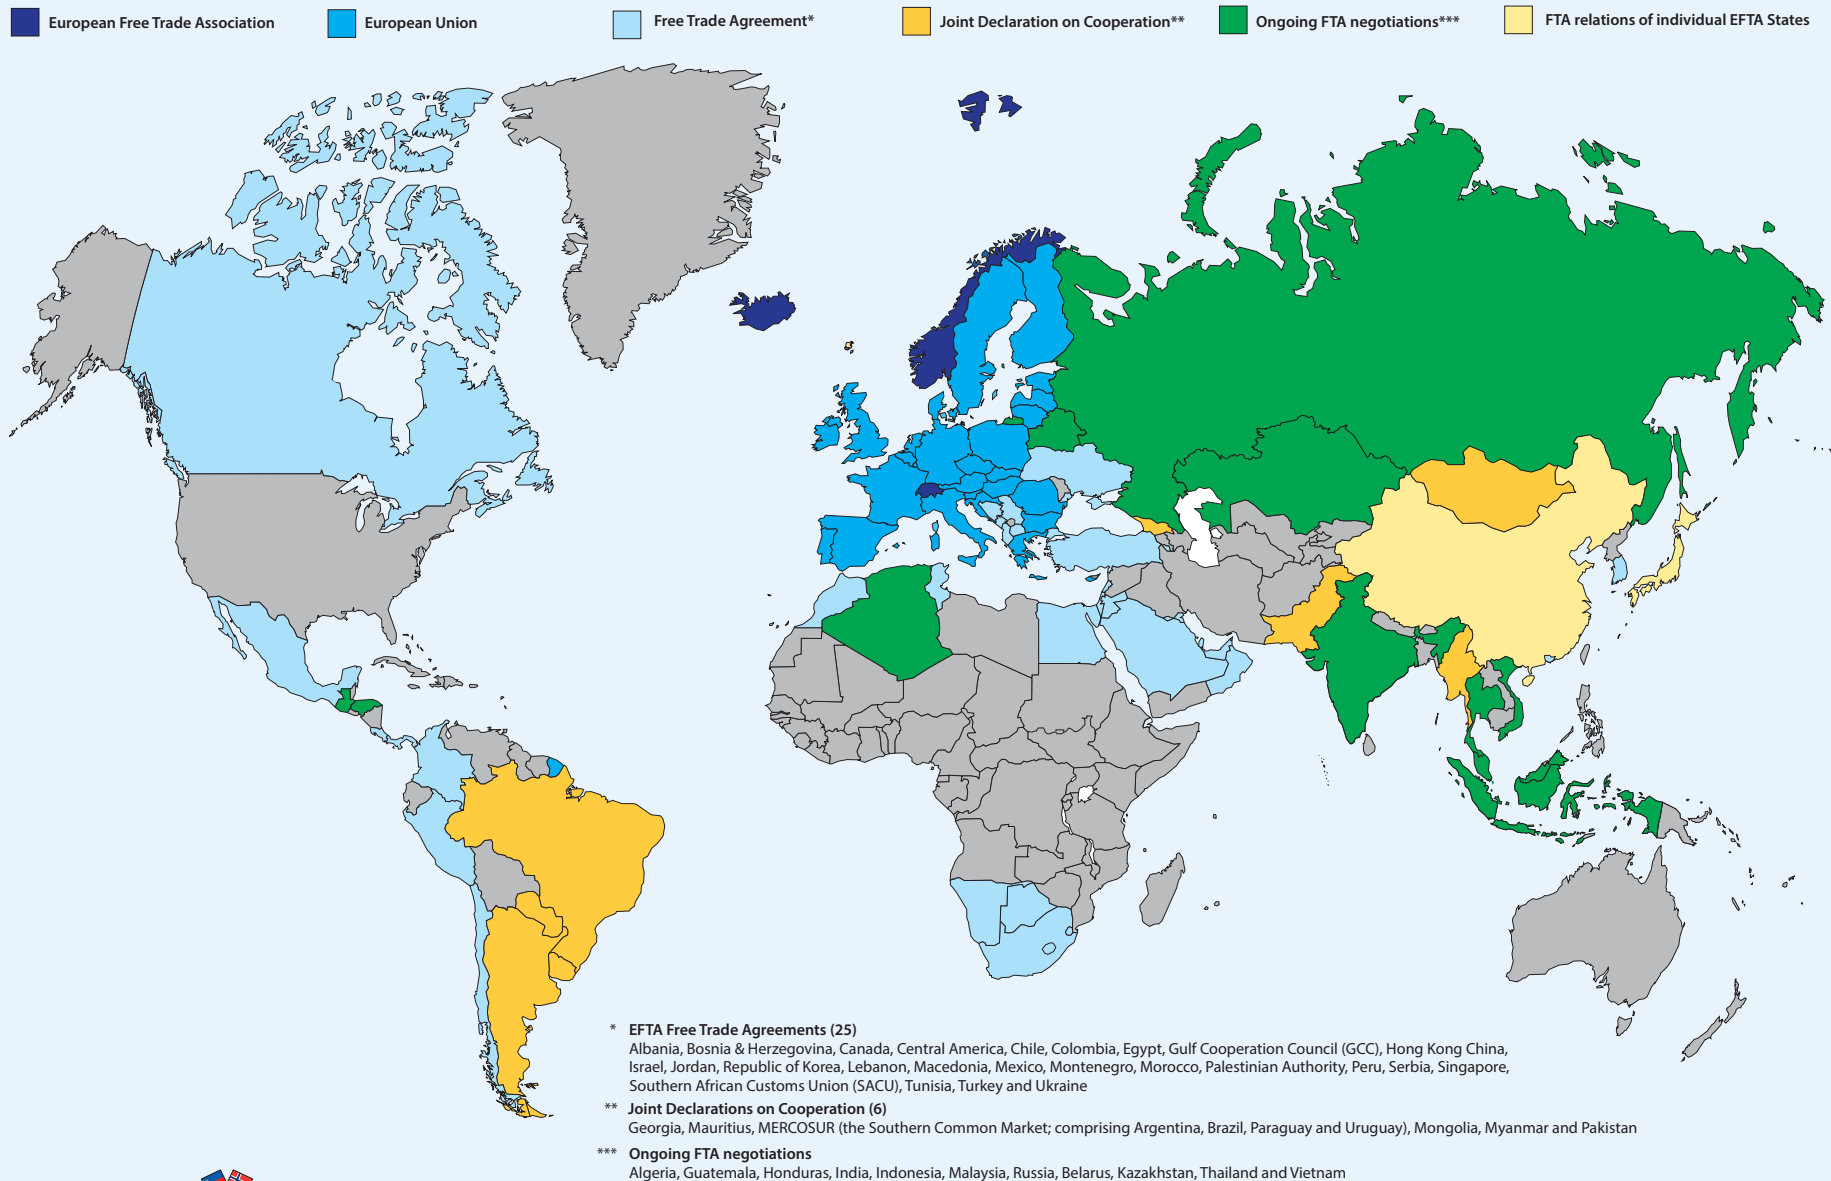 European Free Trade Association
European Union
Free Trade Agreement*
Joint Declaration on Cooperation**
Ongoing FTA negotiations***
FTA relations of individual EFTA States
* EFTA Free Trade Agreements (25)
Albania, Bosnia & Herzegovina, Canada, Central America, Chile, Colombia, Egypt, Gulf Cooperation Council (GCC), Hong Kong China,
Israel, Jordan, Republic of Korea, Lebanon, Macedonia, Mexico, Montenegro, Morocco, Palestinian Authority, Peru, Serbia, Singapore,
Southern African Customs Union (SACU), Tunisia, Turkey and Ukraine
** Joint Declarations on Cooperation (6)
Georgia, Mauritius, MERCOSUR (the Southern Common Market; comprising Argentina, Brazil, Paraguay and Uruguay), Mongolia, Myanmar and Pakistan
*** Ongoing FTA negotiations
Algeria, Guatemala, Honduras, India, Indonesia, Malaysia, Russia, Belarus, Kazakhstan, Thailand and Vietnam